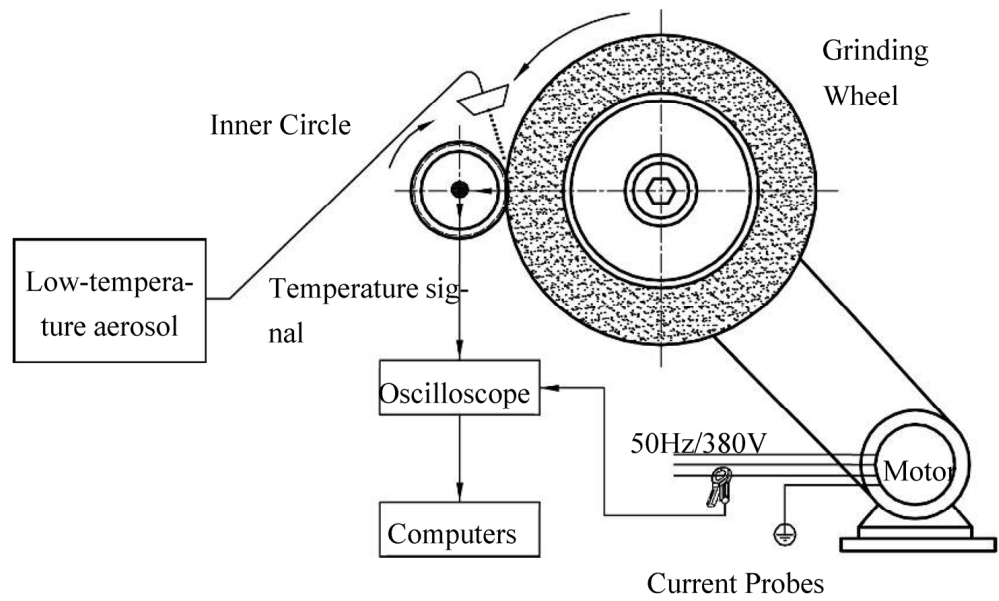 Grinding
Wheel
Inner Circle
Low-tempera-
ture aerosol
Temperature sig-
nal
Oscilloscope
50Hz/380V
Motor
Computers
Current Probes